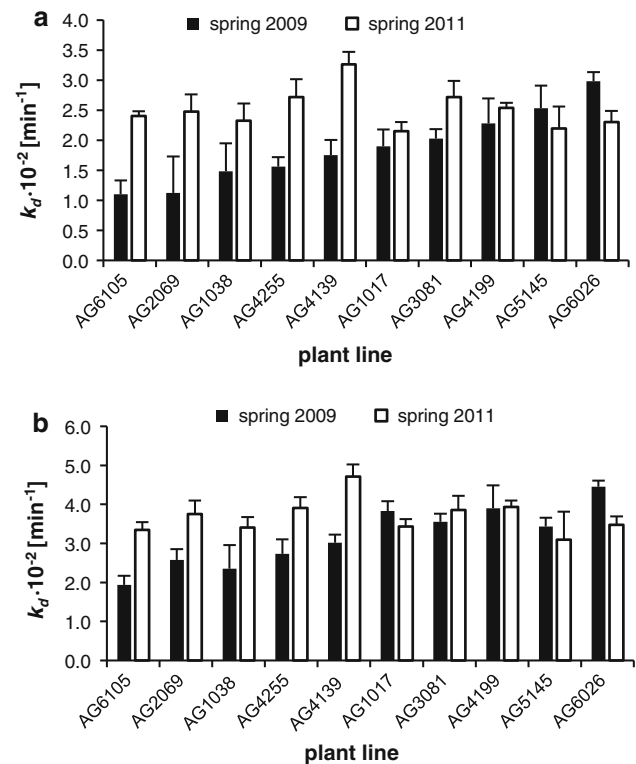 a
spring 2009 spring 2011
4.0
3.5
3.0
2.5
2.0
1.5
1.0
0.5
0.0
k_d·10⁻² [min⁻¹]
AG6105 AG2069 AG1038 AG4255 AG4139 AG1017 AG3081 AG4199 AG5145 AG6026
plant line
b
spring 2009 spring 2011
6.0
5.0
4.0
3.0
2.0
1.0
0.0
k_d·10⁻² [min⁻¹]
AG6105 AG2069 AG1038 AG4255 AG4139 AG1017 AG3081 AG4199 AG5145 AG6026
plant line